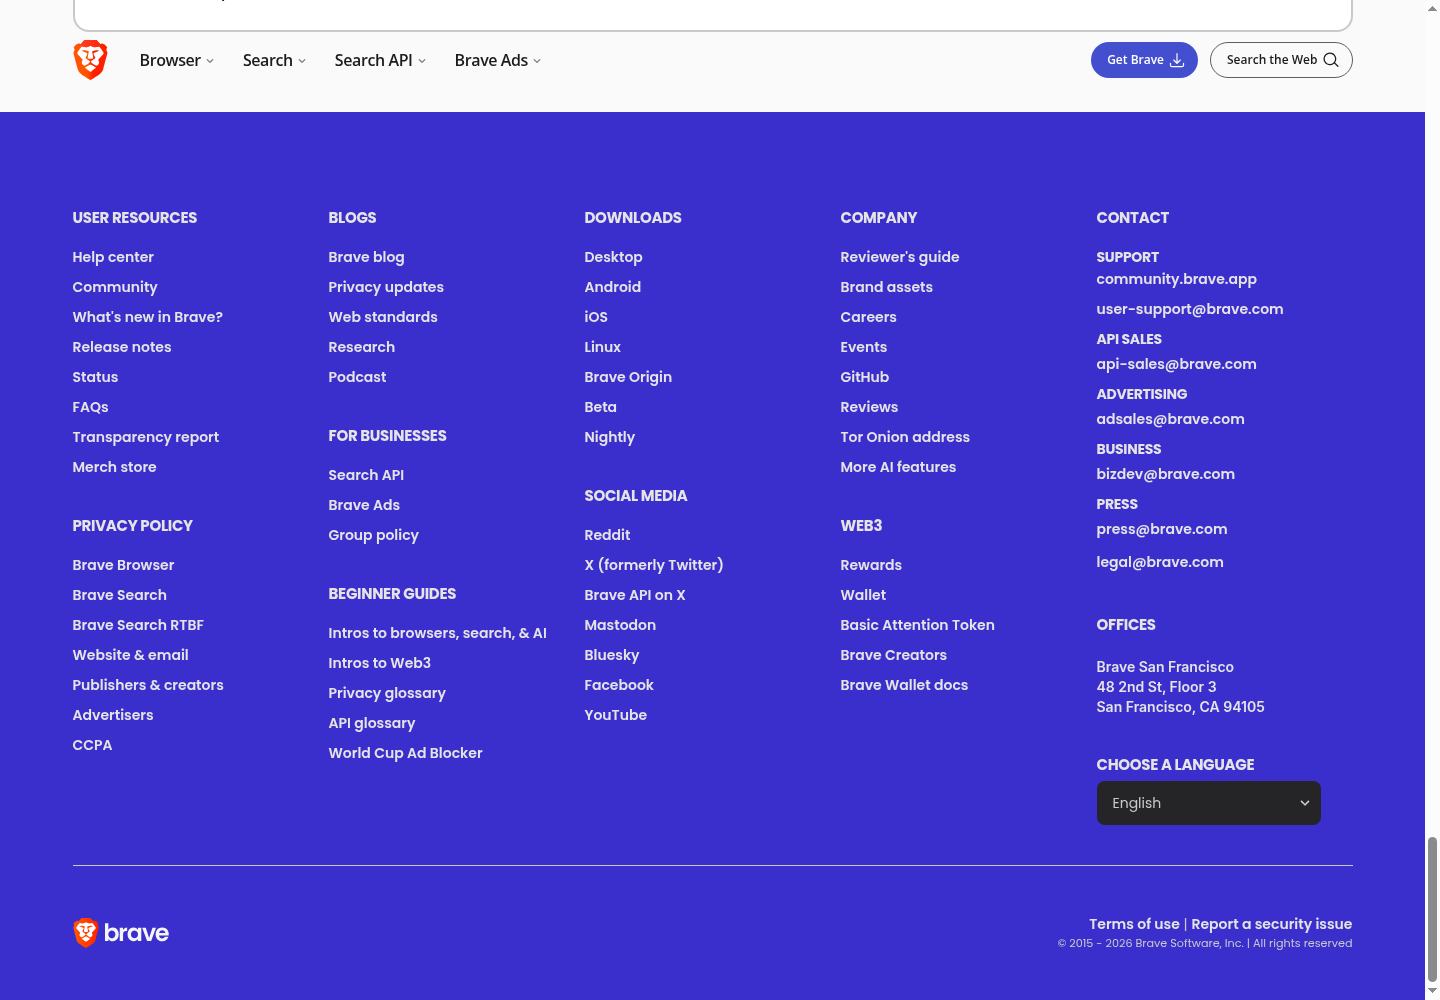 Browser
Search
Search API
Brave Ads
Get Brave
Search the Web
USER RESOURCES
Help center
Community
What's new in Brave?
Release notes
Status
FAQs
Transparency report
Merch store
PRIVACY POLICY
Brave Browser
Brave Search
Brave Search RTBF
Website & email
Publishers & creators
Advertisers
CCPA
BLOGS
Brave blog
Privacy updates
Web standards
Research
Podcast
FOR BUSINESSES
Search API
Brave Ads
Group policy
BEGINNER GUIDES
Intros to browsers, search, & AI
Intros to Web3
Privacy glossary
API glossary
World Cup Ad Blocker
DOWNLOADS
Desktop
Android
iOS
Linux
Brave Origin
Beta
Nightly
SOCIAL MEDIA
Reddit
X (formerly Twitter)
Brave API on X
Mastodon
Bluesky
Facebook
YouTube
COMPANY
Reviewer's guide
Brand assets
Careers
Events
GitHub
Reviews
Tor Onion address
More AI features
WEB3
Rewards
Wallet
Basic Attention Token
Brave Creators
Brave Wallet docs
CONTACT
SUPPORT
community.brave.app
user-support@brave.com
API SALES
api-sales@brave.com
ADVERTISING
adsales@brave.com
BUSINESS
bizdev@brave.com
PRESS
press@brave.com
legal@brave.com
OFFICES
Brave San Francisco
48 2nd St, Floor 3
San Francisco, CA 94105
CHOOSE A LANGUAGE
English
brave
Terms of use | Report a security issue
© 2015 - 2026 Brave Software, Inc. | All rights reserved